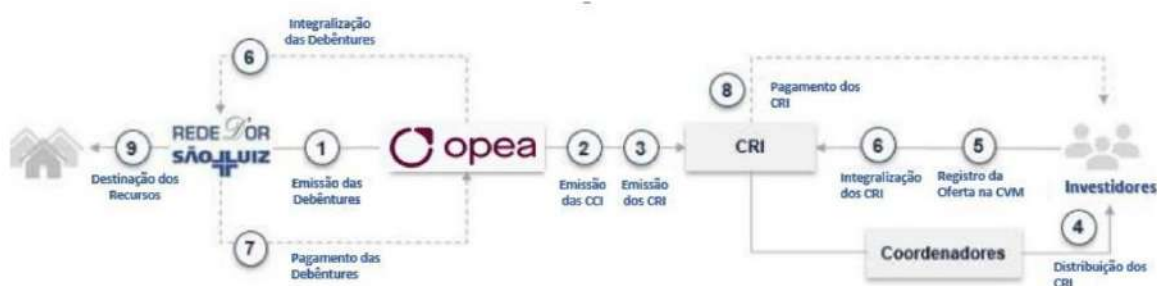 Integralização
das Debêntures
6
8
Pagamento dos
CRI
REDE D'OR
SÃO LUIZ
9
Destinação dos
Recursos
1
Emissão das
Debêntures
opea
2
Emissão
das CCI
3
Emissão
dos CRI
CRI
6
Integralização
dos CRI
5
Registro da
Oferta na CVM
Investidores
7
Pagamento das
Debêntures
Coordenadores
4
Distribuição dos
CRI